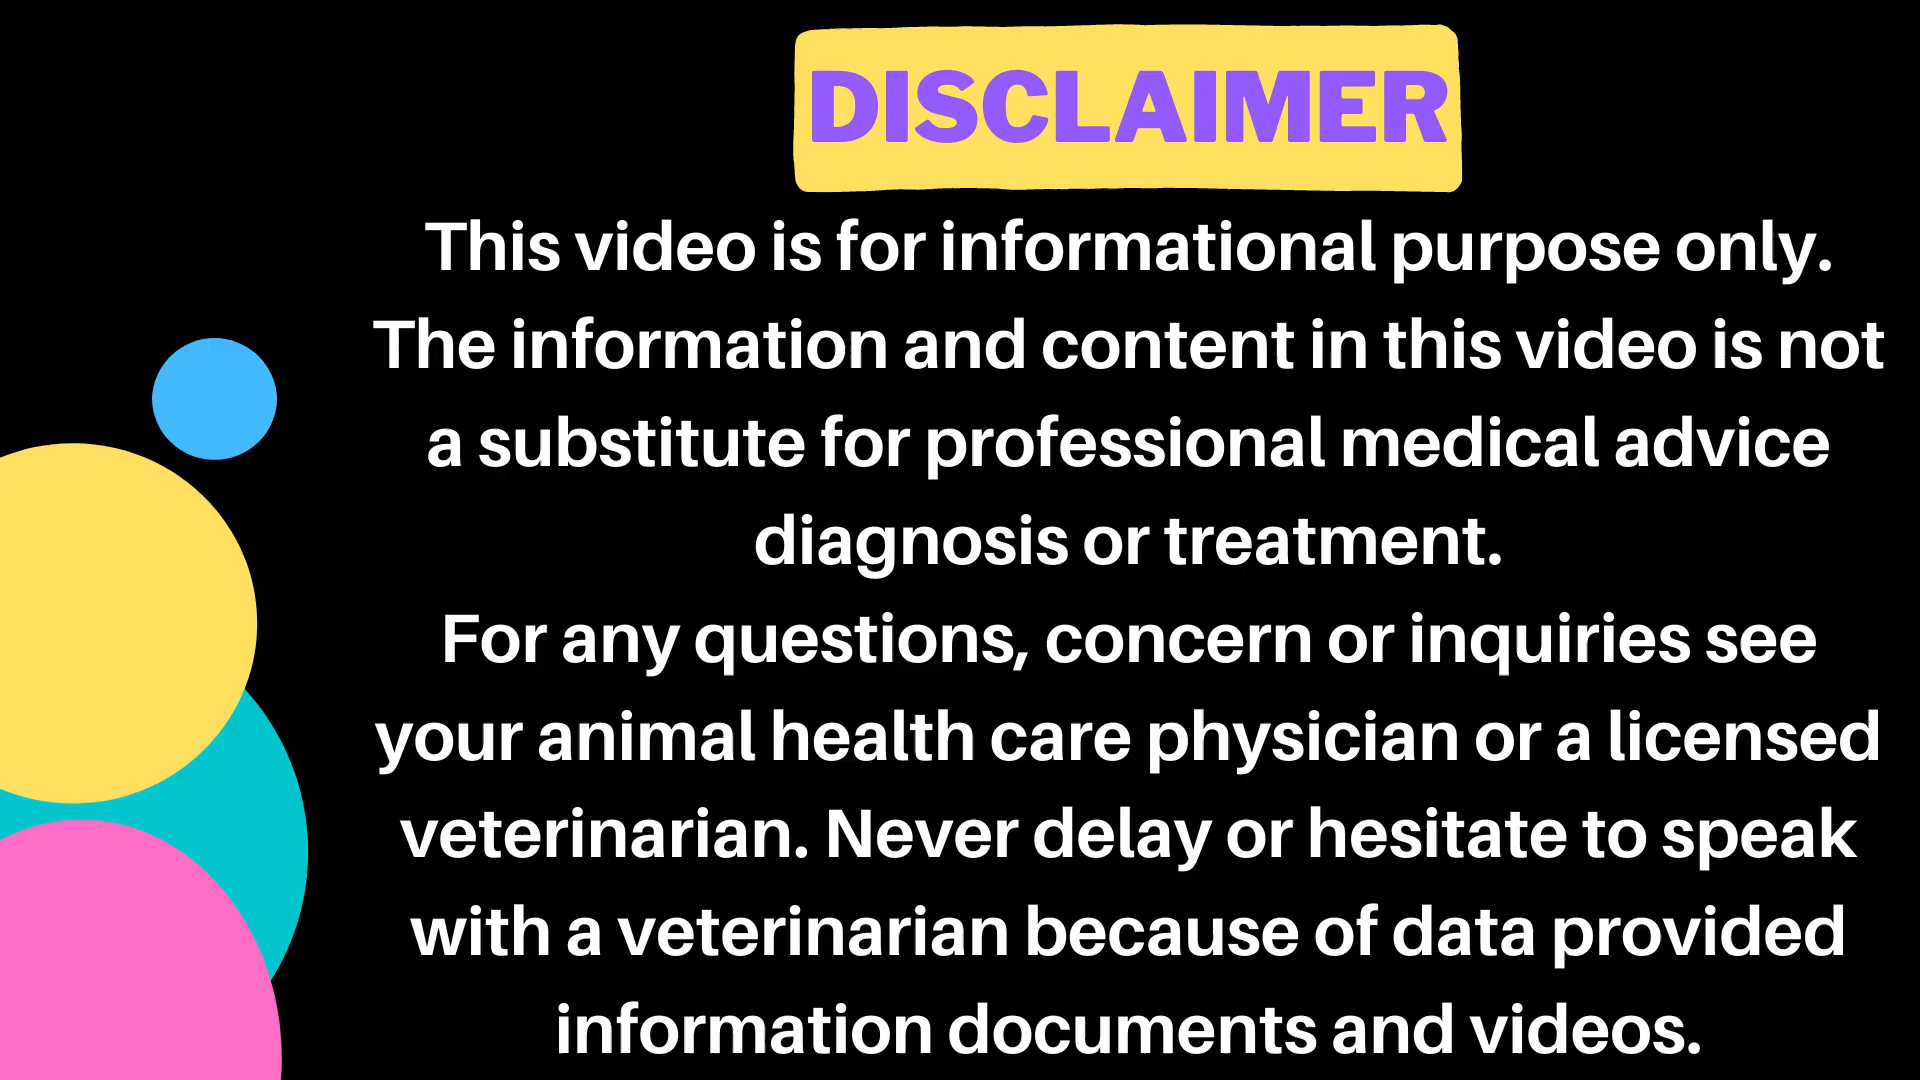 DISCLAIMER
This video is for informational purpose only.
The information and content in this video is not
a substitute for professional medical advice
diagnosis or treatment.
For any questions, concern or inquiries see
your animal health care physician or a licensed
veterinarian. Never delay or hesitate to speak
with a veterinarian because of data provided
information documents and videos.